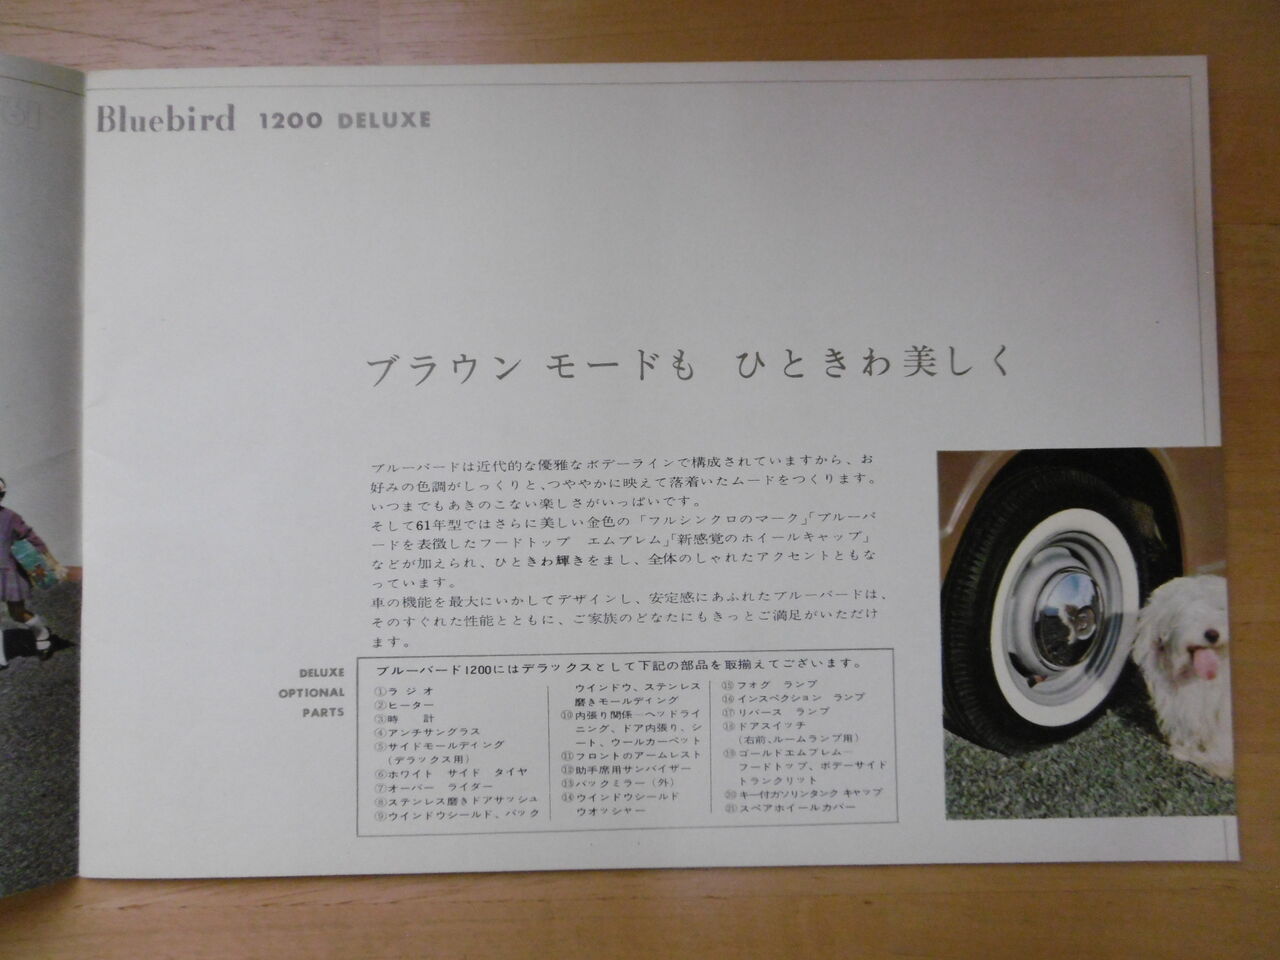 Bluebird 1200 DELUXE
ブラウン モードも ひときわ美しく
ブルーバードは近代的な優雅なボデーラインで構成されていますから、お
好みの色調がしっくりと、つややかに映えて落着いたムードをつくります。
いつまでもあきのこない楽しさがいっぱいです。
そして61年型ではさらに美しい金色の「フルシンクロのマーク」「ブルーバ
ードを表徴したフードトップ エムブレム」「新感覚のホイールキャップ」
などが加えられ、ひときわ輝きをまし、全体のしゃれたアクセントともな
っています。
車の機能を最大にいかしてデザインし、安定感にあふれたブルーバードは、
そのすぐれた性能とともに、ご家族のどなたにもきっとご満足がいただけ
ます。
DELUXE
OPTIONAL
PARTS
ブルーバード1200にはデラックスとして下記の部品を取揃えてございます。
①ラジオ
②ヒーター
③時 計
④アンチサングラス
⑤サイドモールディング
(デラックス用)
⑥ホワイト サイド タイヤ
⑦オーバー ライダー
⑧ステンレス磨きドアサッシュ
⑨ウインドウシールド、バック
ウインドウ、ステンレス
磨きモールディング
⑩内張り関係—ヘッドライ
ニング、ドア内張り、シ
ート、ウールカーペット
⑪フロントのアームレスト
⑫助手席用サンバイザー
⑬バックミラー(外)
⑭ウインドウシールド
ウオッシャー
⑮フォグ ランプ
⑯インスペクション ランプ
⑰リバース ランプ
⑱ドアスイッチ
(右前、ルームランプ用)
⑲ゴールドエムブレム—
フードトップ、ボデーサイド
トランクリット
⑳キー付ガソリンタンク キャップ
㉑スペアホイールカバー